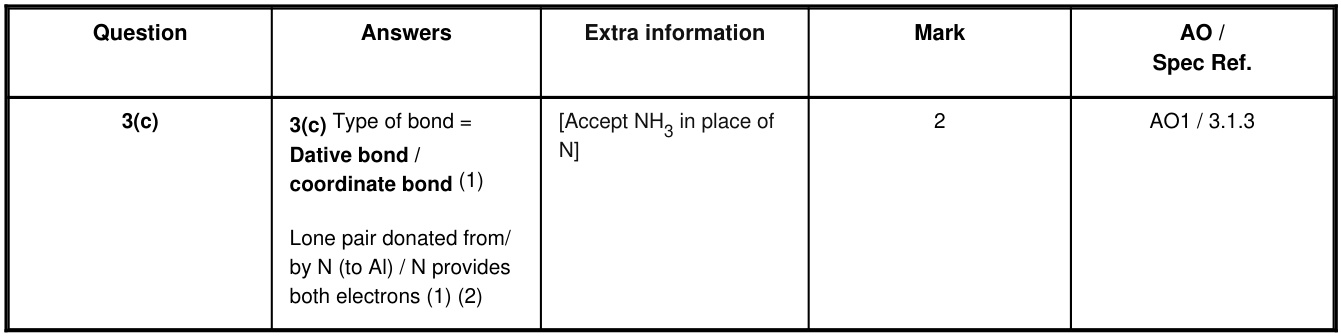 Question Answers Extra information Mark AO /
Spec Ref.
3(c) 3(c) Type of bond = [Accept NH3 in place of 2 AO1 / 3.1.3
Dative bond / N]
coordinate bond (1)
Lone pair donated from/
by N (to Al) / N provides
both electrons (1) (2)